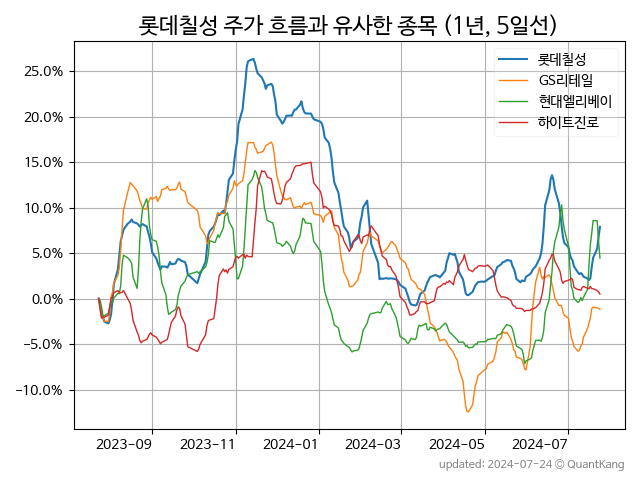 롯데칠성 주가 흐름과 유사한 종목 (1년, 5일선)
롯데칠성
GS리테일
현대엘리베이
하이트진로
25.0%
20.0%
15.0%
10.0%
5.0%
0.0%
−5.0%
−10.0%
2023-09 2023-11 2024-01 2024-03 2024-05 2024-07
updated: 2024-07-24 © QuantKang